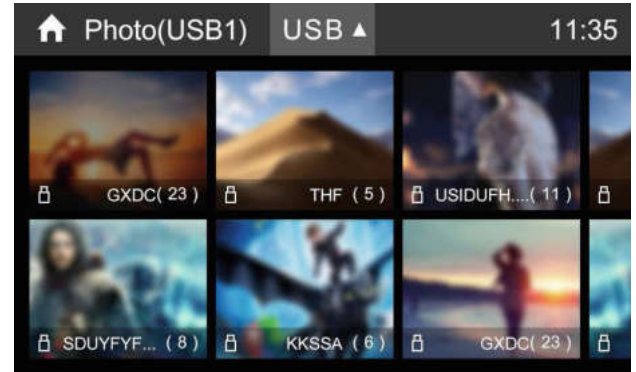 Photo(USB1) USB▲ 11:35
GXDC( 23 ) THF ( 5 ) USIDUFH....( 11 )
SDUYFYF... ( 8 ) KKSSA ( 6 ) GXDC( 23 )